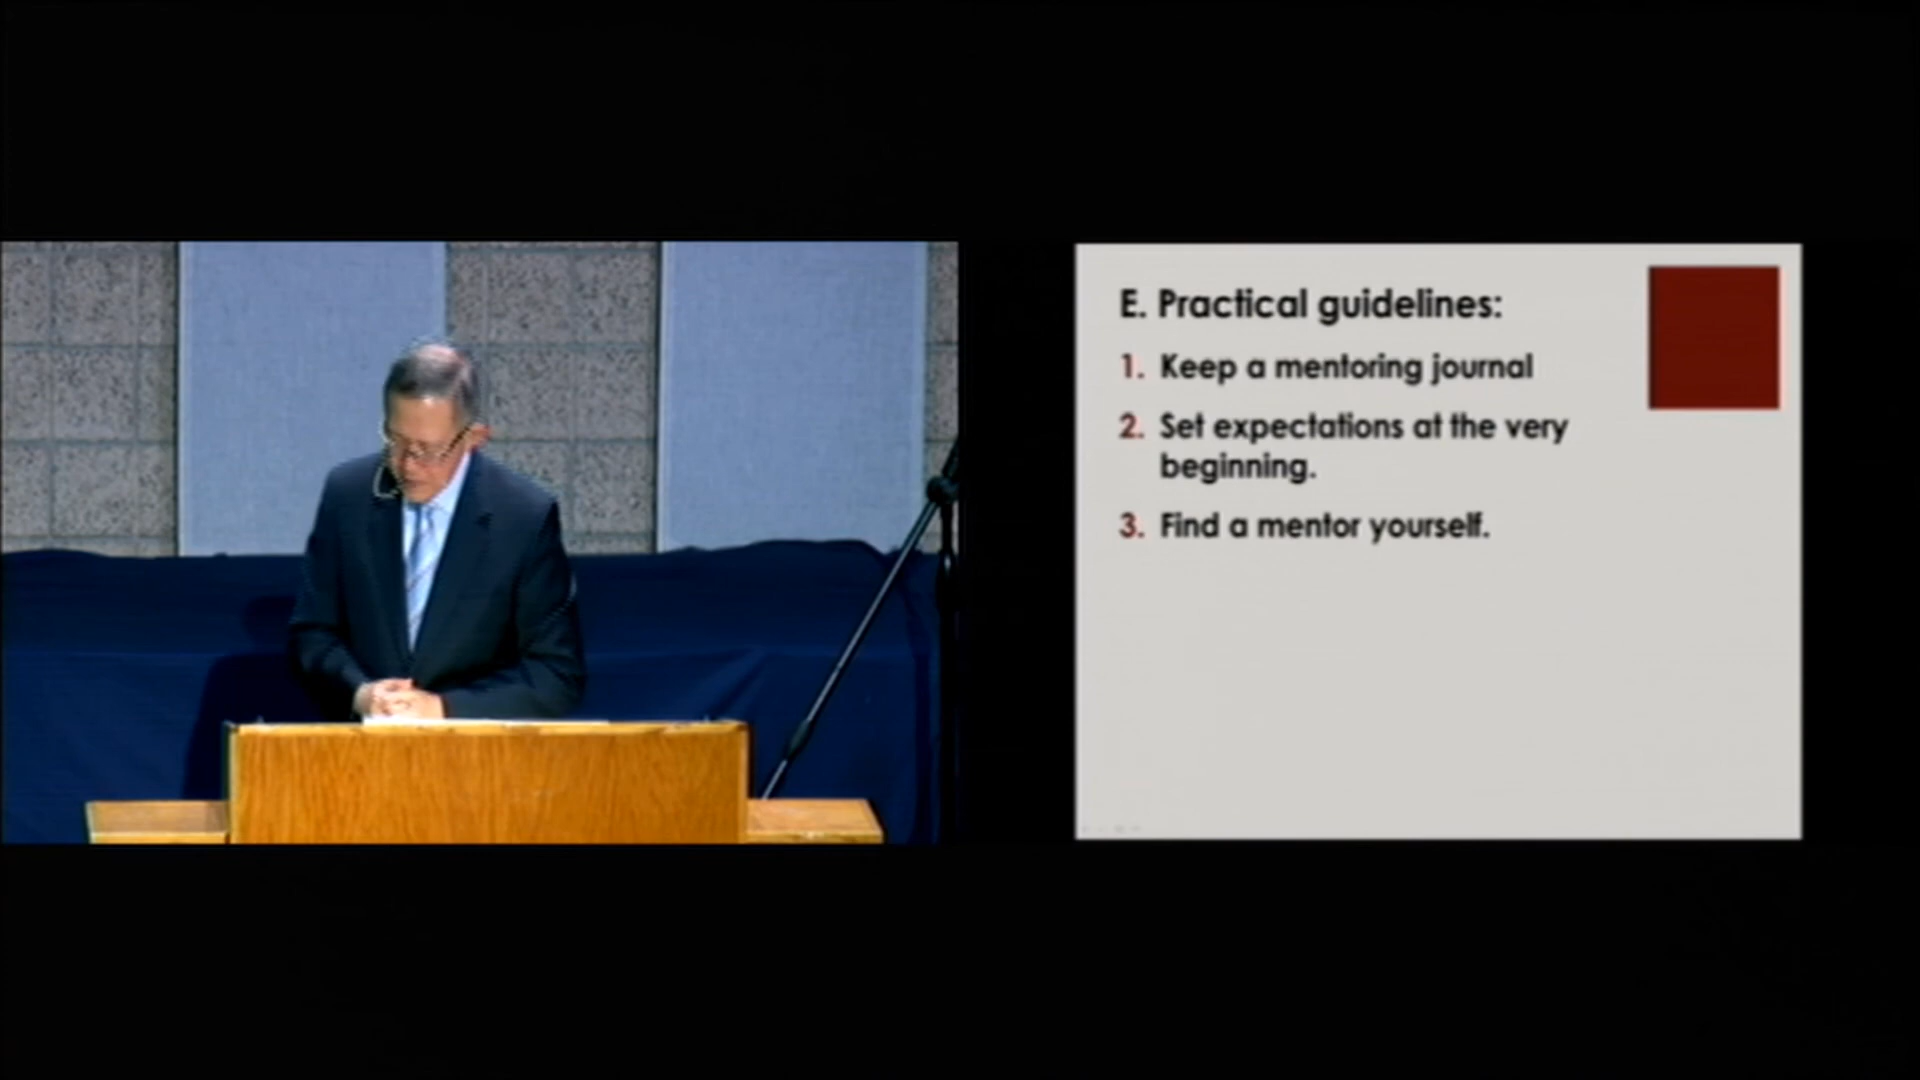 E. Practical guidelines:
1. Keep a mentoring journal
2. Set expectations at the very
beginning.
3. Find a mentor yourself.